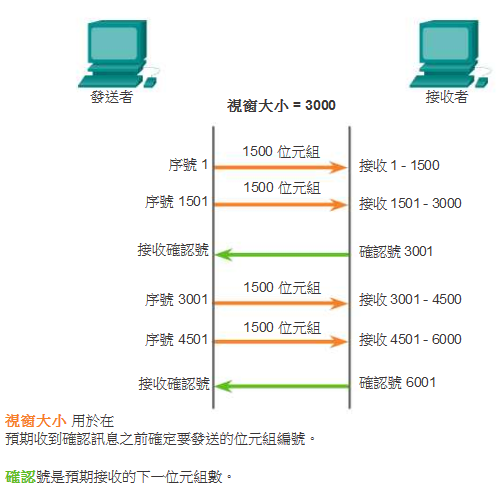 發送者
接收者
視窗大小 = 3000
1500 位元組
序號 1
接收 1 - 1500
1500 位元組
序號 1501
接收 1501 - 3000
接收確認號
確認號 3001
1500 位元組
序號 3001
接收 3001 - 4500
1500 位元組
序號 4501
接收 4501 - 6000
接收確認號
確認號 6001
視窗大小 用於在
預期收到確認訊息之前確定要發送的位元組編號。
確認號是預期接收的下一位元組數。